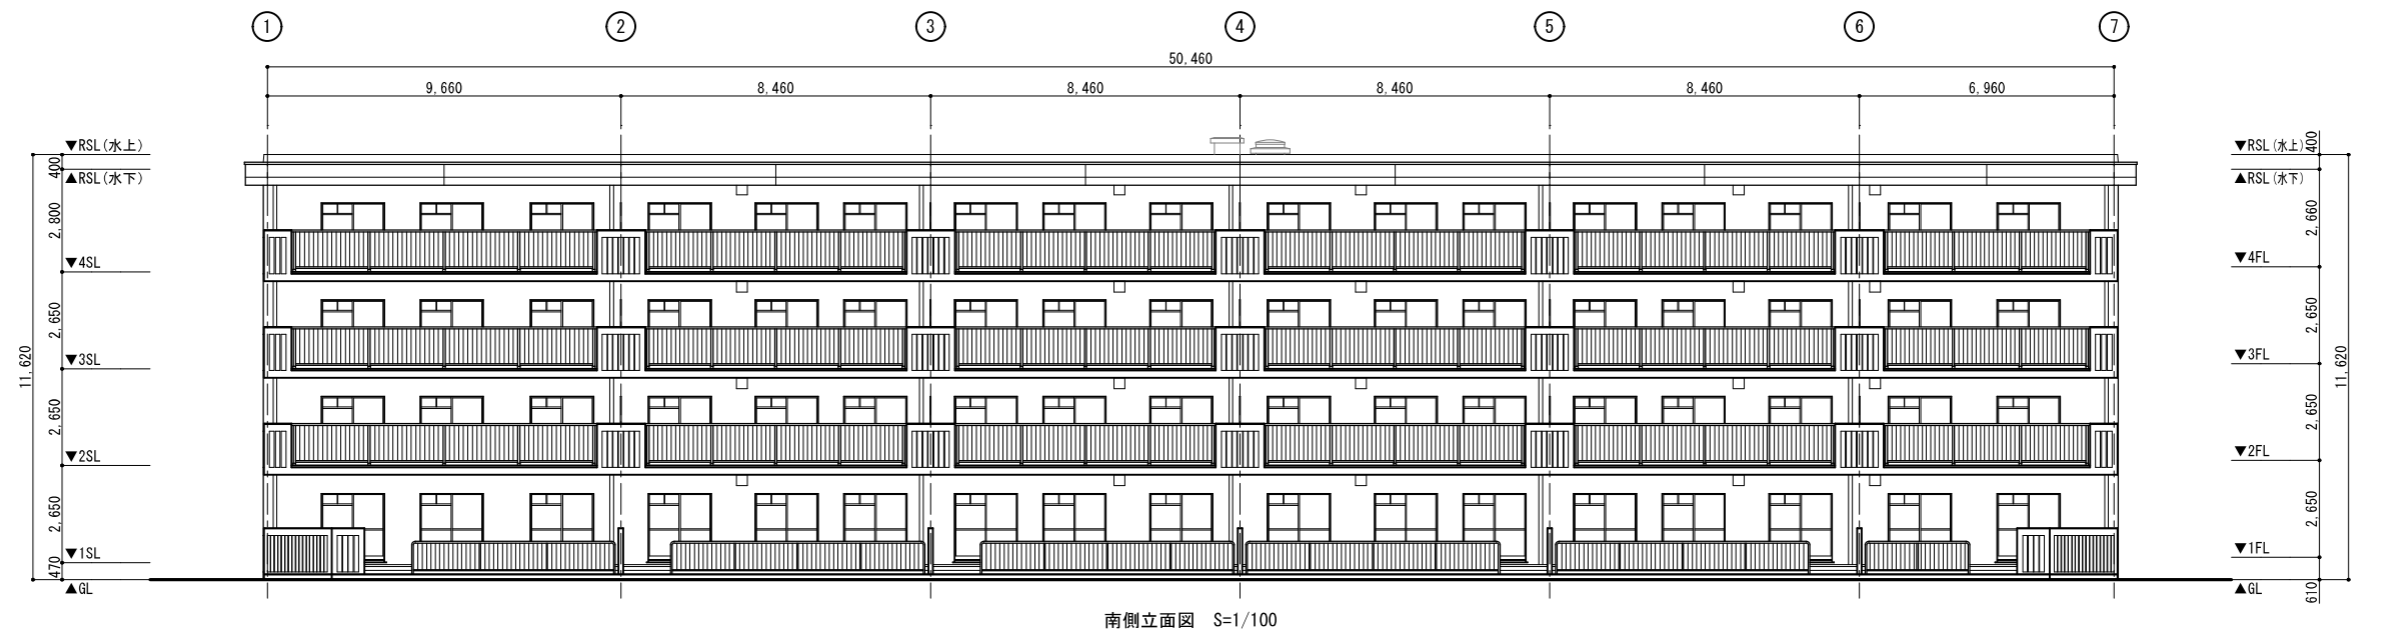 1 2 3 4 5 6 7
50,460
9,660 8,460 8,460 8,460 8,460 6,960
▼RSL(水上)
400
▲RSL(水下)
2,800
▼4SL
2,650
▼3SL
11,620
2,650
▼2SL
2,650
▼1SL
470
▲GL
▼RSL(水上)
400
▲RSL(水下)
2,660
▼4FL
2,650
▼3FL
11,620
2,650
▼2FL
2,650
▼1FL
▲GL
610
南側立面図 S=1/100